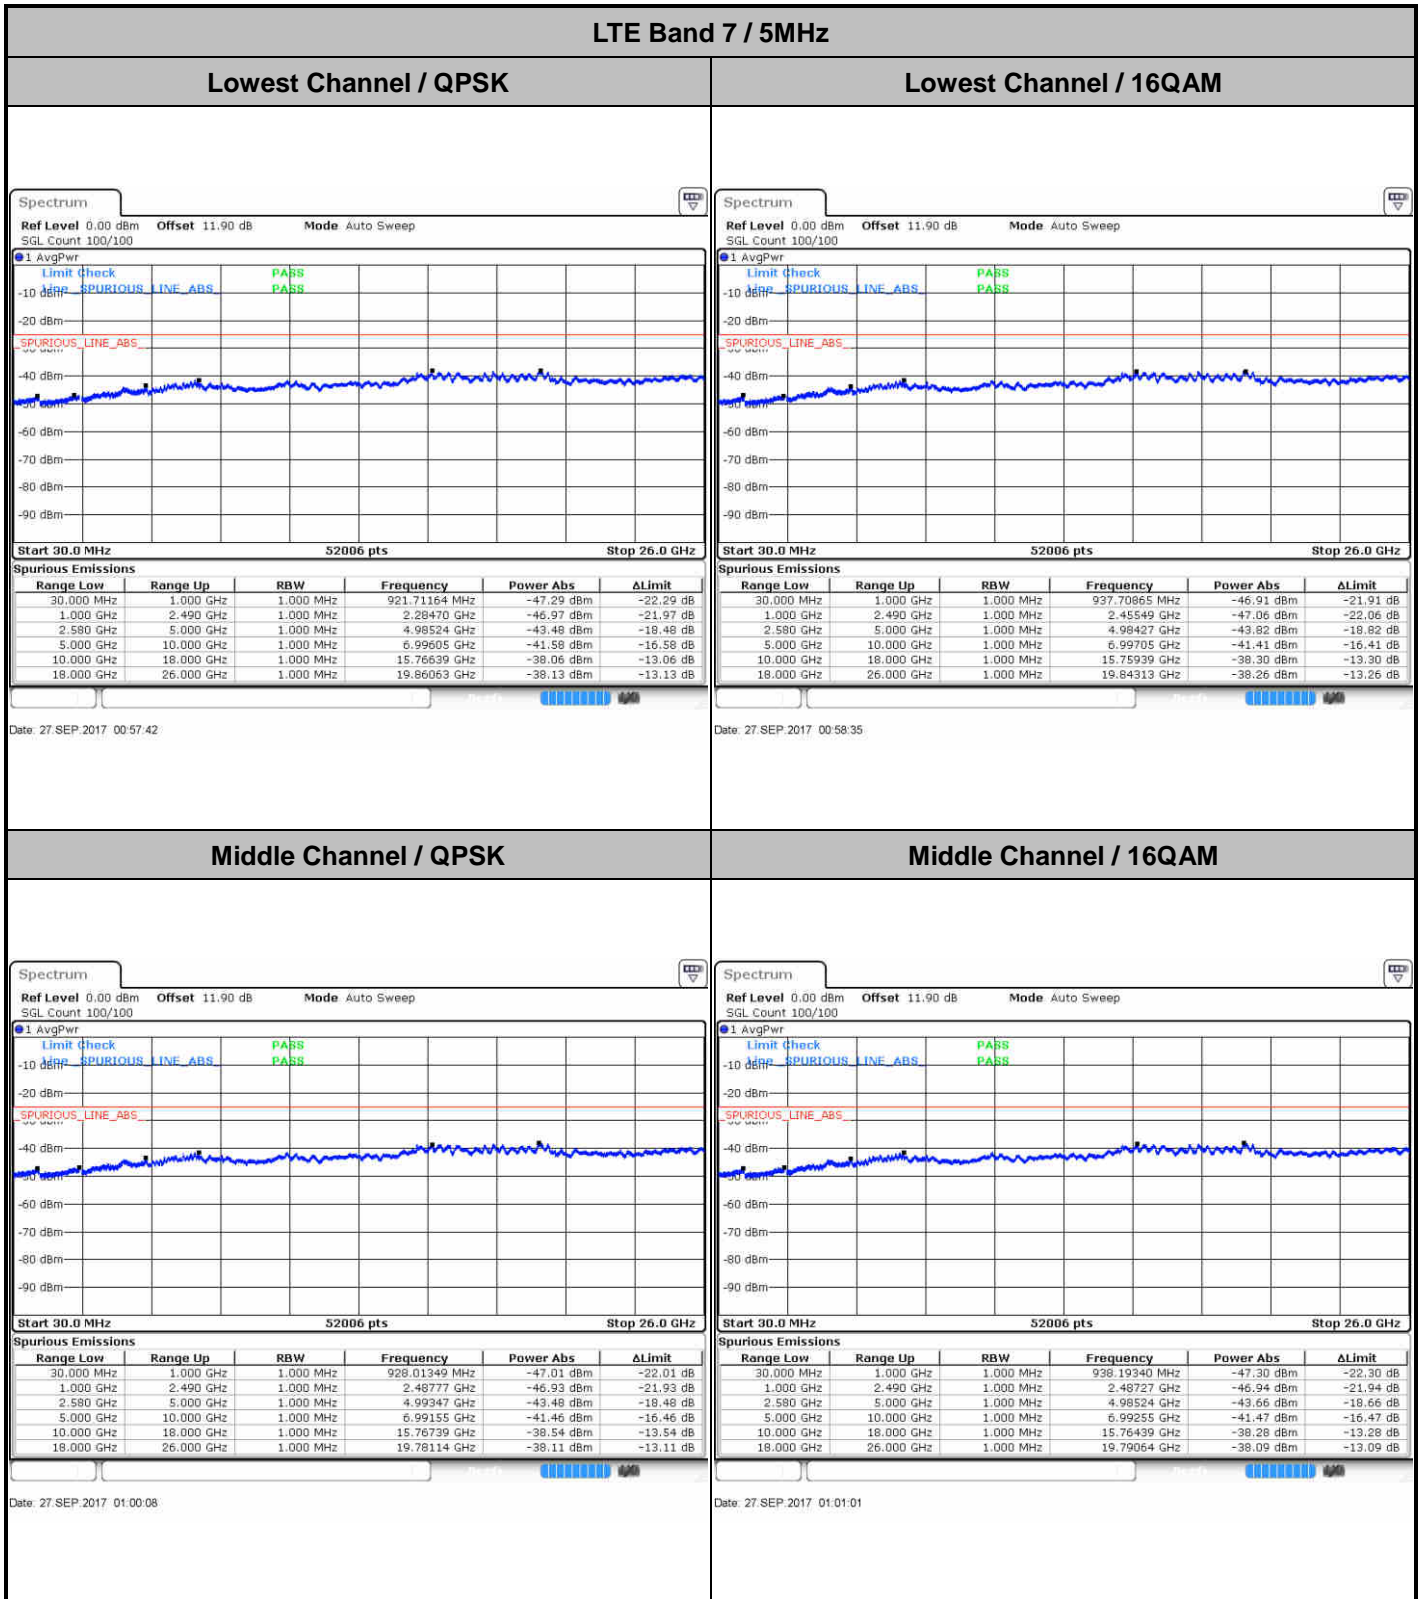 LTE Band 7 / 5MHz
Lowest Channel / QPSK
Lowest Channel / 16QAM
Spectrum
Ref Level 0.00 dBm Offset 11.90 dB Mode Auto Sweep
SGL Count 100/100
1 AvgPwr
Limit Check PASS
Line _SPURIOUS_LINE_ABS_ PASS
-10 dBm
-20 dBm
_SPURIOUS_LINE_ABS_
-30 dBm
-40 dBm
-50 dBm
-60 dBm
-70 dBm
-80 dBm
-90 dBm
Start 30.0 MHz 52006 pts Stop 26.0 GHz
Spurious Emissions
Range Low Range Up RBW Frequency Power Abs ΔLimit
30.000 MHz 1.000 GHz 1.000 MHz 921.71164 MHz -47.29 dBm -22.29 dB
1.000 GHz 2.490 GHz 1.000 MHz 2.28470 GHz -46.97 dBm -21.97 dB
2.580 GHz 5.000 GHz 1.000 MHz 4.98524 GHz -43.48 dBm -18.48 dB
5.000 GHz 10.000 GHz 1.000 MHz 6.99605 GHz -41.58 dBm -16.58 dB
10.000 GHz 18.000 GHz 1.000 MHz 15.76639 GHz -38.06 dBm -13.06 dB
18.000 GHz 26.000 GHz 1.000 MHz 19.86063 GHz -38.13 dBm -13.13 dB
Date: 27.SEP.2017 00:57:42
Spectrum
Ref Level 0.00 dBm Offset 11.90 dB Mode Auto Sweep
SGL Count 100/100
1 AvgPwr
Limit Check PASS
Line _SPURIOUS_LINE_ABS_ PASS
-10 dBm
-20 dBm
_SPURIOUS_LINE_ABS_
-30 dBm
-40 dBm
-50 dBm
-60 dBm
-70 dBm
-80 dBm
-90 dBm
Start 30.0 MHz 52006 pts Stop 26.0 GHz
Spurious Emissions
Range Low Range Up RBW Frequency Power Abs ΔLimit
30.000 MHz 1.000 GHz 1.000 MHz 937.70865 MHz -46.91 dBm -21.91 dB
1.000 GHz 2.490 GHz 1.000 MHz 2.45549 GHz -47.06 dBm -22.06 dB
2.580 GHz 5.000 GHz 1.000 MHz 4.98427 GHz -43.82 dBm -18.82 dB
5.000 GHz 10.000 GHz 1.000 MHz 6.99705 GHz -41.41 dBm -16.41 dB
10.000 GHz 18.000 GHz 1.000 MHz 15.75939 GHz -38.30 dBm -13.30 dB
18.000 GHz 26.000 GHz 1.000 MHz 19.84313 GHz -38.26 dBm -13.26 dB
Date: 27.SEP.2017 00:58:35
Middle Channel / QPSK
Middle Channel / 16QAM
Spectrum
Ref Level 0.00 dBm Offset 11.90 dB Mode Auto Sweep
SGL Count 100/100
1 AvgPwr
Limit Check PASS
Line _SPURIOUS_LINE_ABS_ PASS
-10 dBm
-20 dBm
_SPURIOUS_LINE_ABS_
-30 dBm
-40 dBm
-50 dBm
-60 dBm
-70 dBm
-80 dBm
-90 dBm
Start 30.0 MHz 52006 pts Stop 26.0 GHz
Spurious Emissions
Range Low Range Up RBW Frequency Power Abs ΔLimit
30.000 MHz 1.000 GHz 1.000 MHz 928.01349 MHz -47.01 dBm -22.01 dB
1.000 GHz 2.490 GHz 1.000 MHz 2.48777 GHz -46.93 dBm -21.93 dB
2.580 GHz 5.000 GHz 1.000 MHz 4.99347 GHz -43.48 dBm -18.48 dB
5.000 GHz 10.000 GHz 1.000 MHz 6.99155 GHz -41.46 dBm -16.46 dB
10.000 GHz 18.000 GHz 1.000 MHz 15.76739 GHz -38.54 dBm -13.54 dB
18.000 GHz 26.000 GHz 1.000 MHz 19.78114 GHz -38.11 dBm -13.11 dB
Date: 27.SEP.2017 01:00:08
Spectrum
Ref Level 0.00 dBm Offset 11.90 dB Mode Auto Sweep
SGL Count 100/100
1 AvgPwr
Limit Check PASS
Line _SPURIOUS_LINE_ABS_ PASS
-10 dBm
-20 dBm
_SPURIOUS_LINE_ABS_
-30 dBm
-40 dBm
-50 dBm
-60 dBm
-70 dBm
-80 dBm
-90 dBm
Start 30.0 MHz 52006 pts Stop 26.0 GHz
Spurious Emissions
Range Low Range Up RBW Frequency Power Abs ΔLimit
30.000 MHz 1.000 GHz 1.000 MHz 938.19340 MHz -47.30 dBm -22.30 dB
1.000 GHz 2.490 GHz 1.000 MHz 2.48727 GHz -46.94 dBm -21.94 dB
2.580 GHz 5.000 GHz 1.000 MHz 4.98524 GHz -43.66 dBm -18.66 dB
5.000 GHz 10.000 GHz 1.000 MHz 6.99255 GHz -41.47 dBm -16.47 dB
10.000 GHz 18.000 GHz 1.000 MHz 15.76439 GHz -38.28 dBm -13.28 dB
18.000 GHz 26.000 GHz 1.000 MHz 19.79064 GHz -38.09 dBm -13.09 dB
Date: 27.SEP.2017 01:01:01